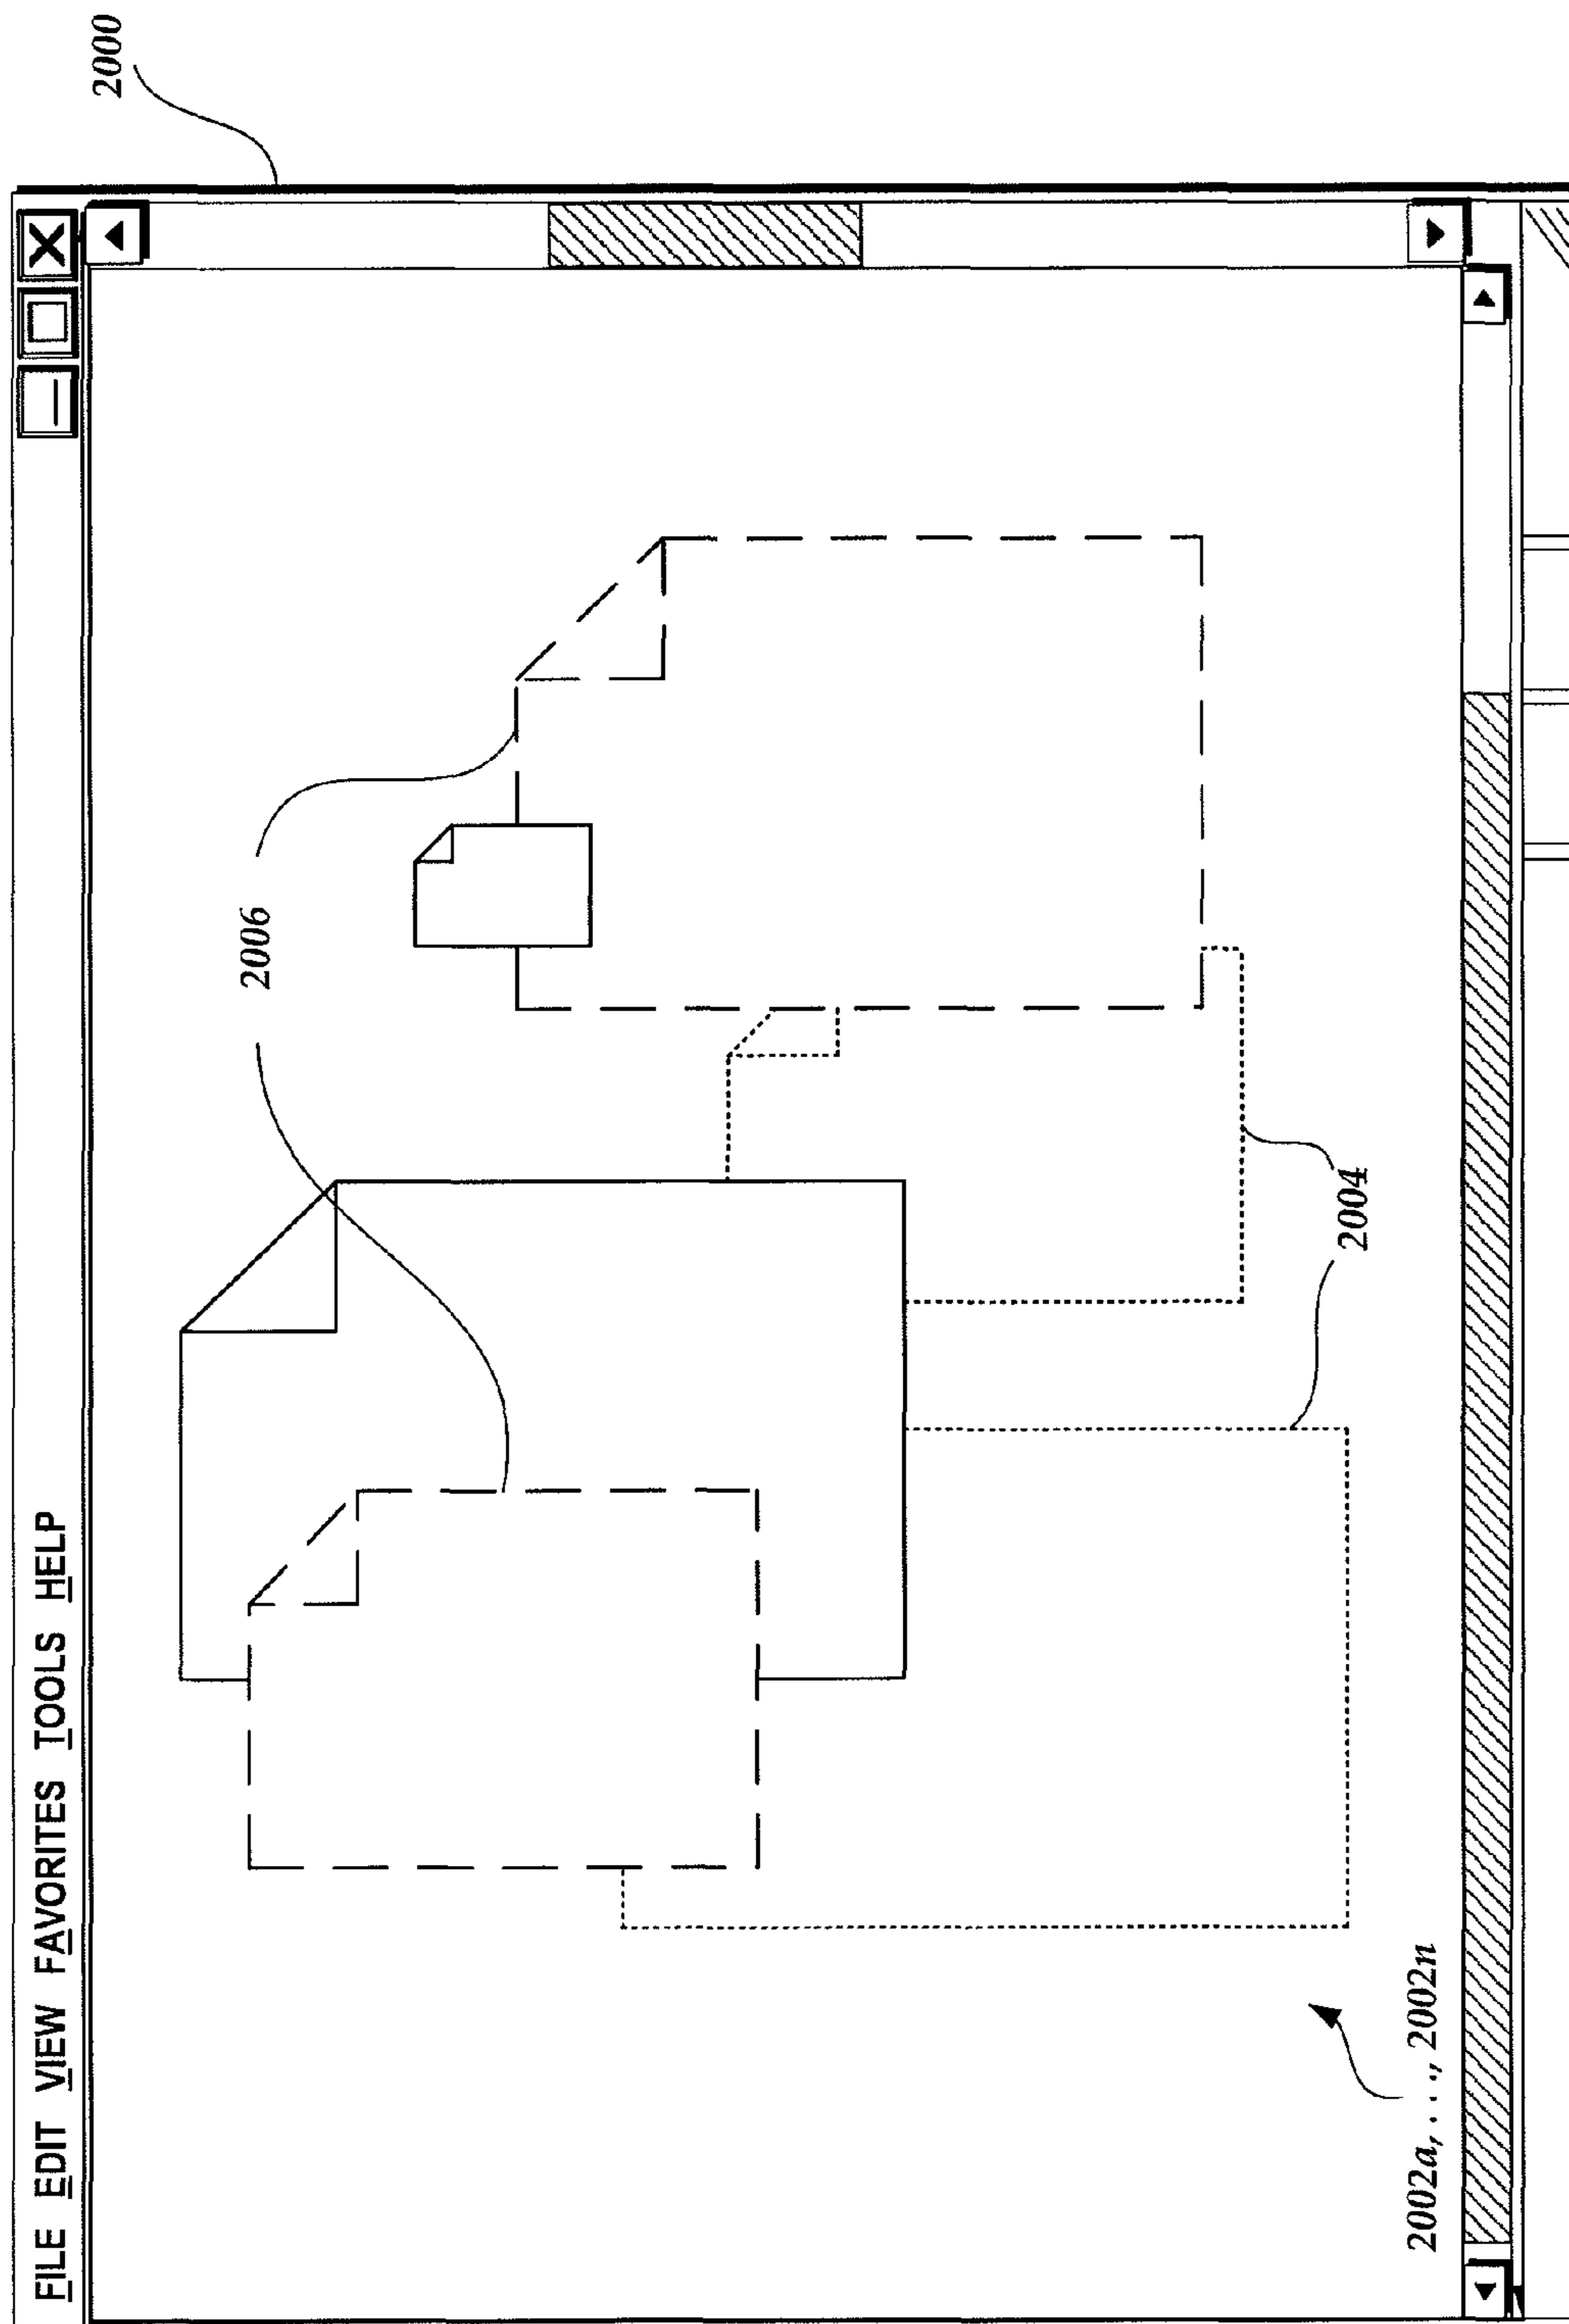 2000
FILE EDIT VIEW FAVORITES TOOLS HELP
2006
2004
2002a, . . ., 2002n